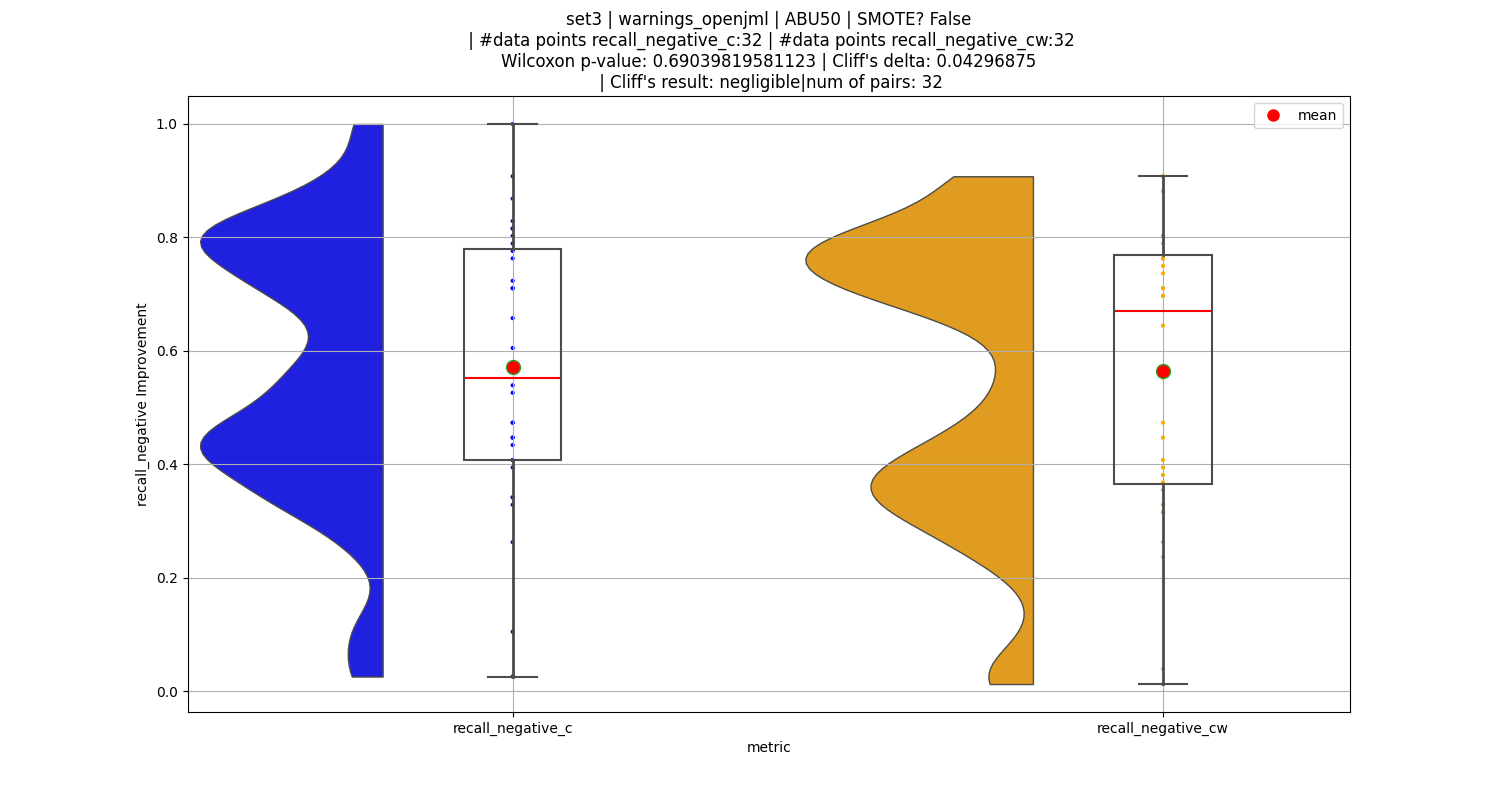 set3 | warnings_openjml | ABU50 | SMOTE? False
| #data points recall_negative_c:32 | #data points recall_negative_cw:32
Wilcoxon p-value: 0.69039819581123 | Cliff's delta: 0.04296875
| Cliff's result: negligible|num of pairs: 32
mean
1.0
0.8
0.6
0.4
0.2
0.0
recall_negative Improvement
recall_negative_c
recall_negative_cw
metric